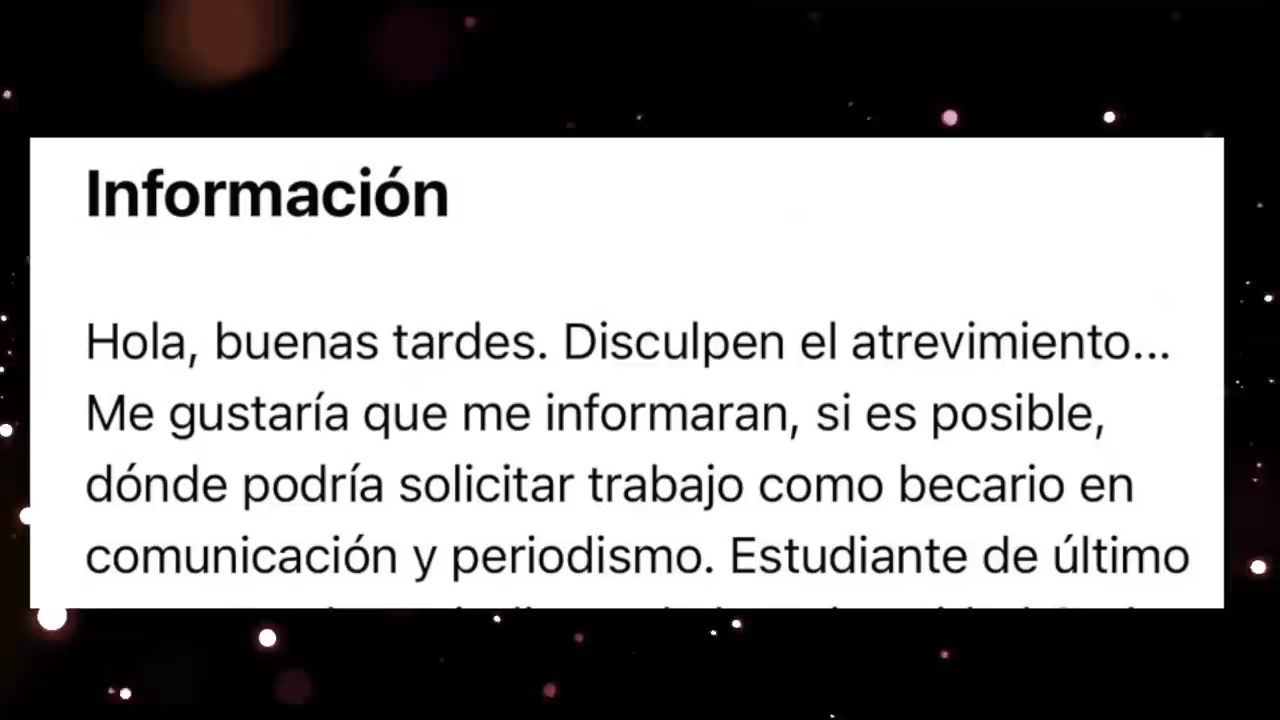 Información
Hola, buenas tardes. Disculpen el atrevimiento...
Me gustaría que me informaran, si es posible,
dónde podría solicitar trabajo como becario en
comunicación y periodismo. Estudiante de último